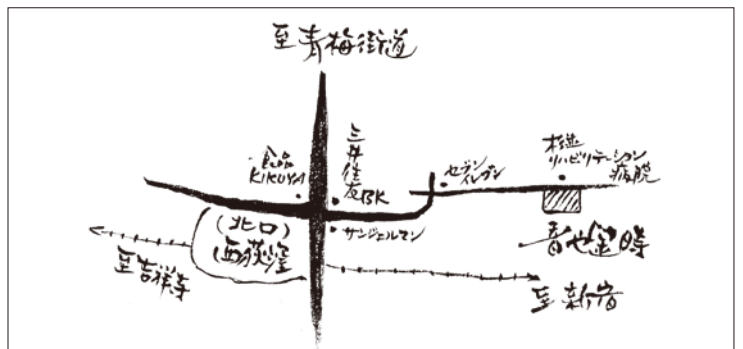 至青梅街道
食品
KIKUYA
三井住友BK
セブン
イレブン
杉並
リハビリテーション
病院
サンジェルマン
(北口)
西荻窪
音也金時
至吉祥寺
至新宿